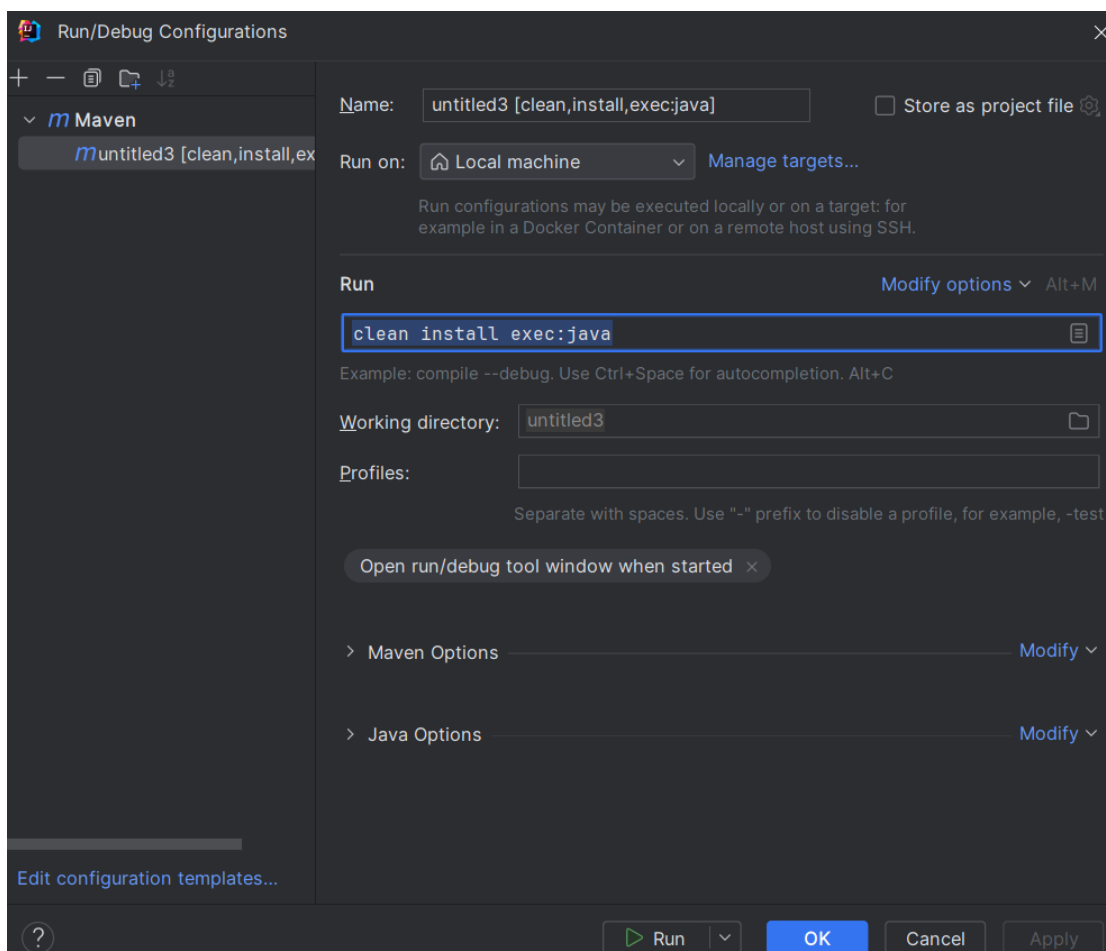 Run/Debug Configurations
Maven
untitled3 [clean,install,ex
Name: untitled3 [clean,install,exec:java] Store as project file
Run on: Local machine Manage targets...
Run configurations may be executed locally or on a target: for
example in a Docker Container or on a remote host using SSH.
Run Modify options Alt+M
clean install exec:java
Example: compile --debug. Use Ctrl+Space for autocompletion. Alt+C
Working directory: untitled3
Profiles:
Separate with spaces. Use "-" prefix to disable a profile, for example, -test
Open run/debug tool window when started
Maven Options Modify
Java Options Modify
Edit configuration templates...
? Run OK Cancel Apply